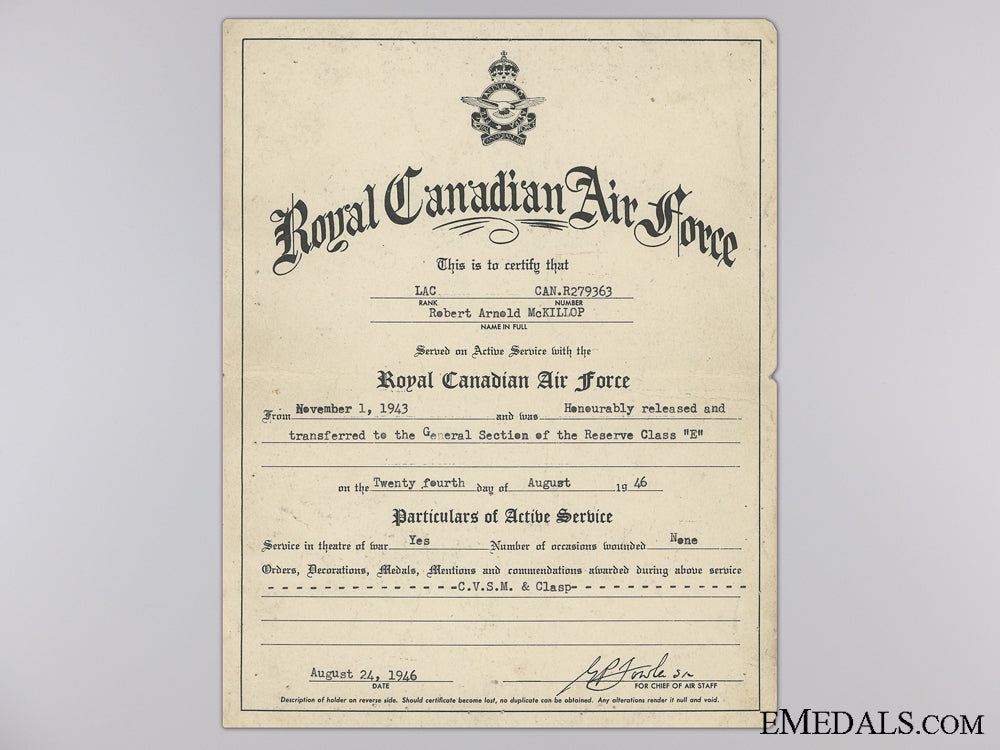 Royal Canadian Air Force
This is to certify that
LAC CAN.R279363
RANK NUMBER
Robert Arnold McKILLOP
NAME IN FULL
Served on Active Service with the
Royal Canadian Air Force
From November 1, 1943 and was Honourably released and
transferred to the General Section of the Reserve Class "E"
on the Twenty fourth day of August 19 46
Particulars of Active Service
Service in theatre of war Yes Number of occasions wounded None
Orders, Decorations, Medals, Mentions and commendations awarded during above service
- - - - - - - - - - - - - - -C.V.S.M. & Clasp- - - - - - - - - - - - -
August 24, 1946
DATE FOR CHIEF OF AIR STAFF
Description of holder on reverse side. Should certificate become lost, no duplicate can be obtained. Any alterations render it null and void.
EMEDALS.COM